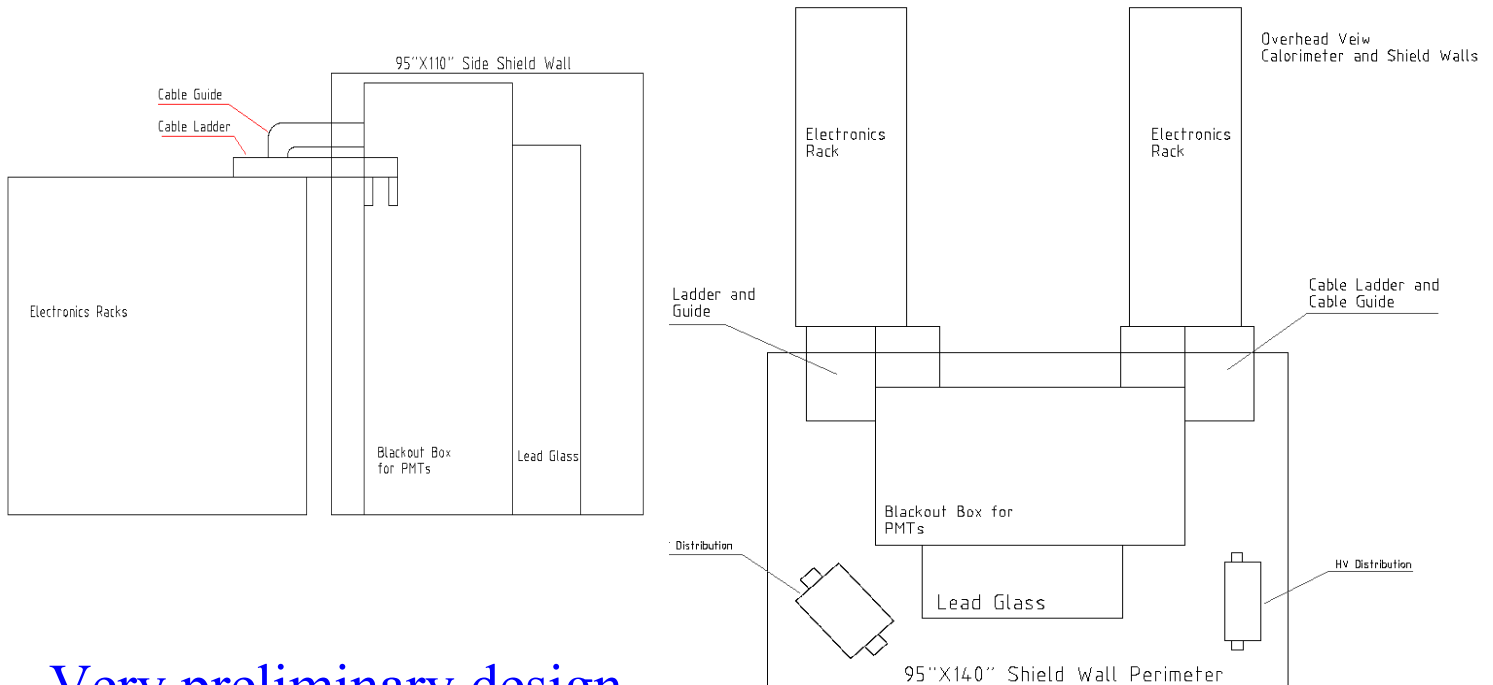 95"X110" Side Shield Wall
Cable Guide
Cable Ladder
Electronics Racks
Blackout Box
for PMTs
Lead Glass
Overhead Veiw
Calorimeter and Shield Walls
Electronics
Rack
Electronics
Rack
Ladder and
Guide
Cable Ladder and
Cable Guide
Blackout Box for
PMTs
Distribution
HV Distribution
Lead Glass
95"X140" Shield Wall Perimeter
Very preliminary design